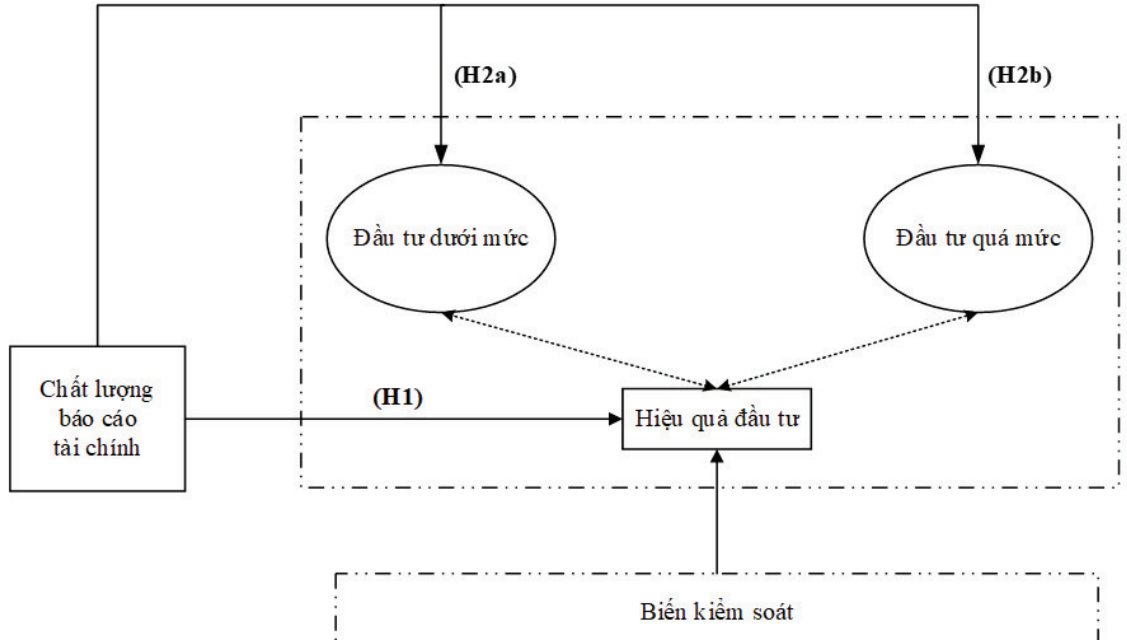 (H2a)
(H2b)
Đầu tư dưới mức
Đầu tư quá mức
Chất lượng
báo cáo
tài chính
(H1)
Hiệu quả đầu tư
Biến kiểm soát